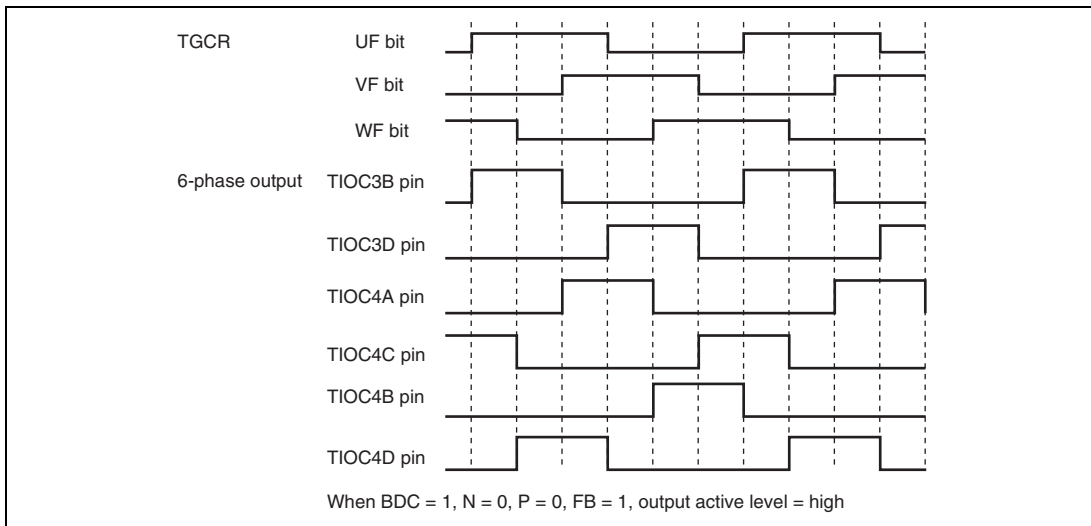 TGCR UF bit
VF bit
WF bit
6-phase output TIOC3B pin
TIOC3D pin
TIOC4A pin
TIOC4C pin
TIOC4B pin
TIOC4D pin
When BDC = 1, N = 0, P = 0, FB = 1, output active level = high